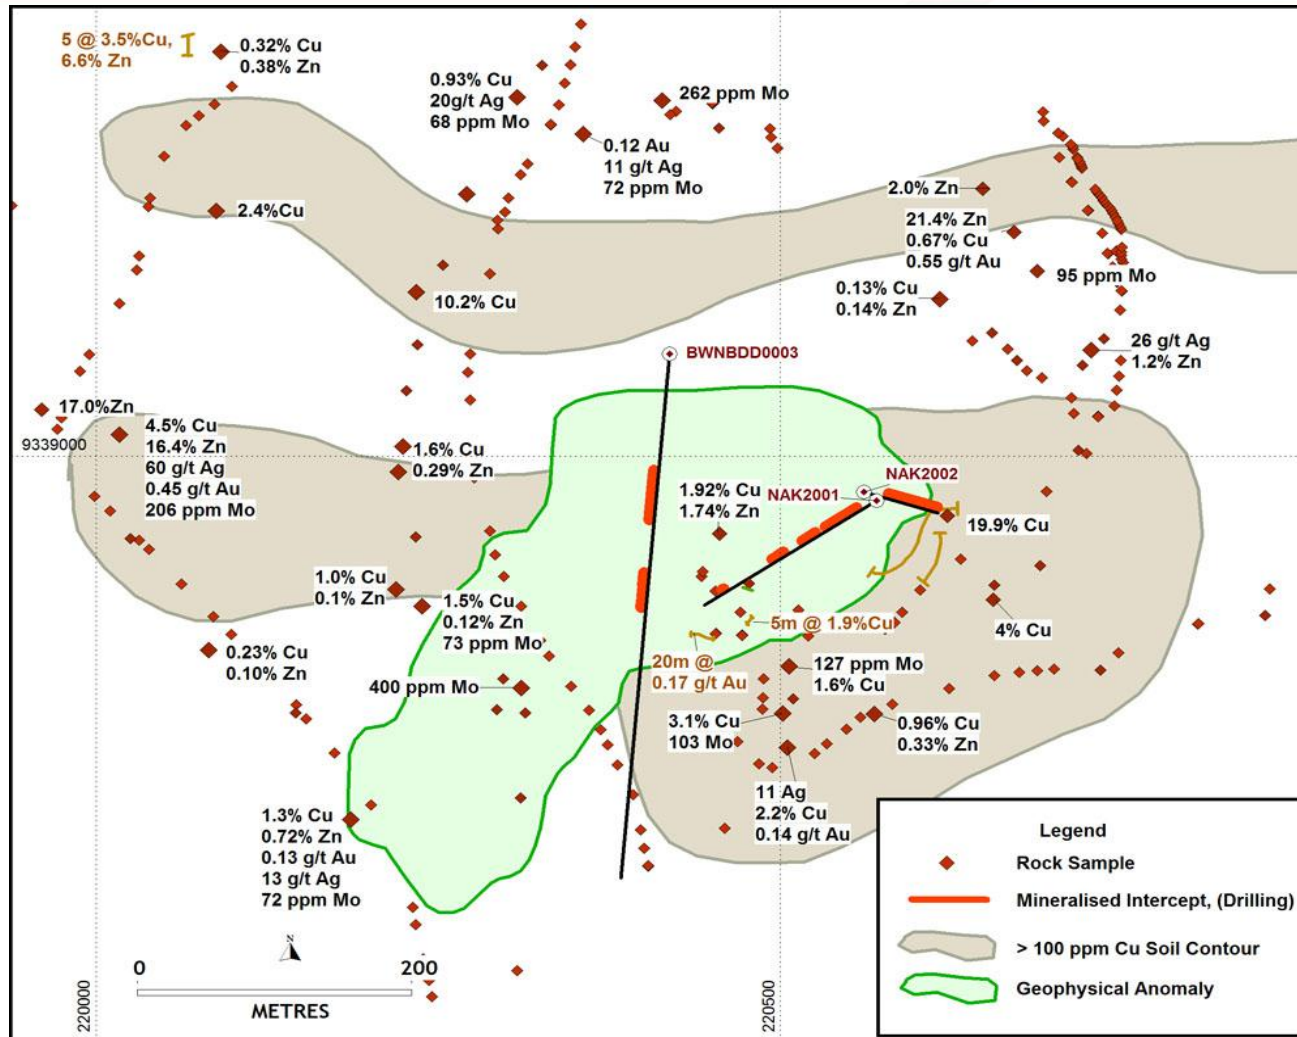 5 @ 3.5%Cu,
6.6% Zn
0.32% Cu
0.38% Zn
0.93% Cu
20g/t Ag
68 ppm Mo
262 ppm Mo
0.12 Au
11 g/t Ag
72 ppm Mo
2.4%Cu
2.0% Zn
21.4% Zn
0.67% Cu
0.55 g/t Au
95 ppm Mo
10.2% Cu
0.13% Cu
0.14% Zn
26 g/t Ag
1.2% Zn
BWNBDD0003
17.0%Zn
9339000
4.5% Cu
16.4% Zn
60 g/t Ag
0.45 g/t Au
206 ppm Mo
1.6% Cu
0.29% Zn
1.92% Cu
1.74% Zn
NAK2002
NAK2001
19.9% Cu
1.0% Cu
0.1% Zn
1.5% Cu
0.12% Zn
73 ppm Mo
5m @ 1.9%Cu
4% Cu
0.23% Cu
0.10% Zn
20m @
0.17 g/t Au
127 ppm Mo
1.6% Cu
400 ppm Mo
3.1% Cu
103 Mo
0.96% Cu
0.33% Zn
11 Ag
2.2% Cu
0.14 g/t Au
1.3% Cu
0.72% Zn
0.13 g/t Au
13 g/t Ag
72 ppm Mo
N
0
200
METRES
220000
220500
Legend
Rock Sample
Mineralised Intercept, (Drilling)
> 100 ppm Cu Soil Contour
Geophysical Anomaly